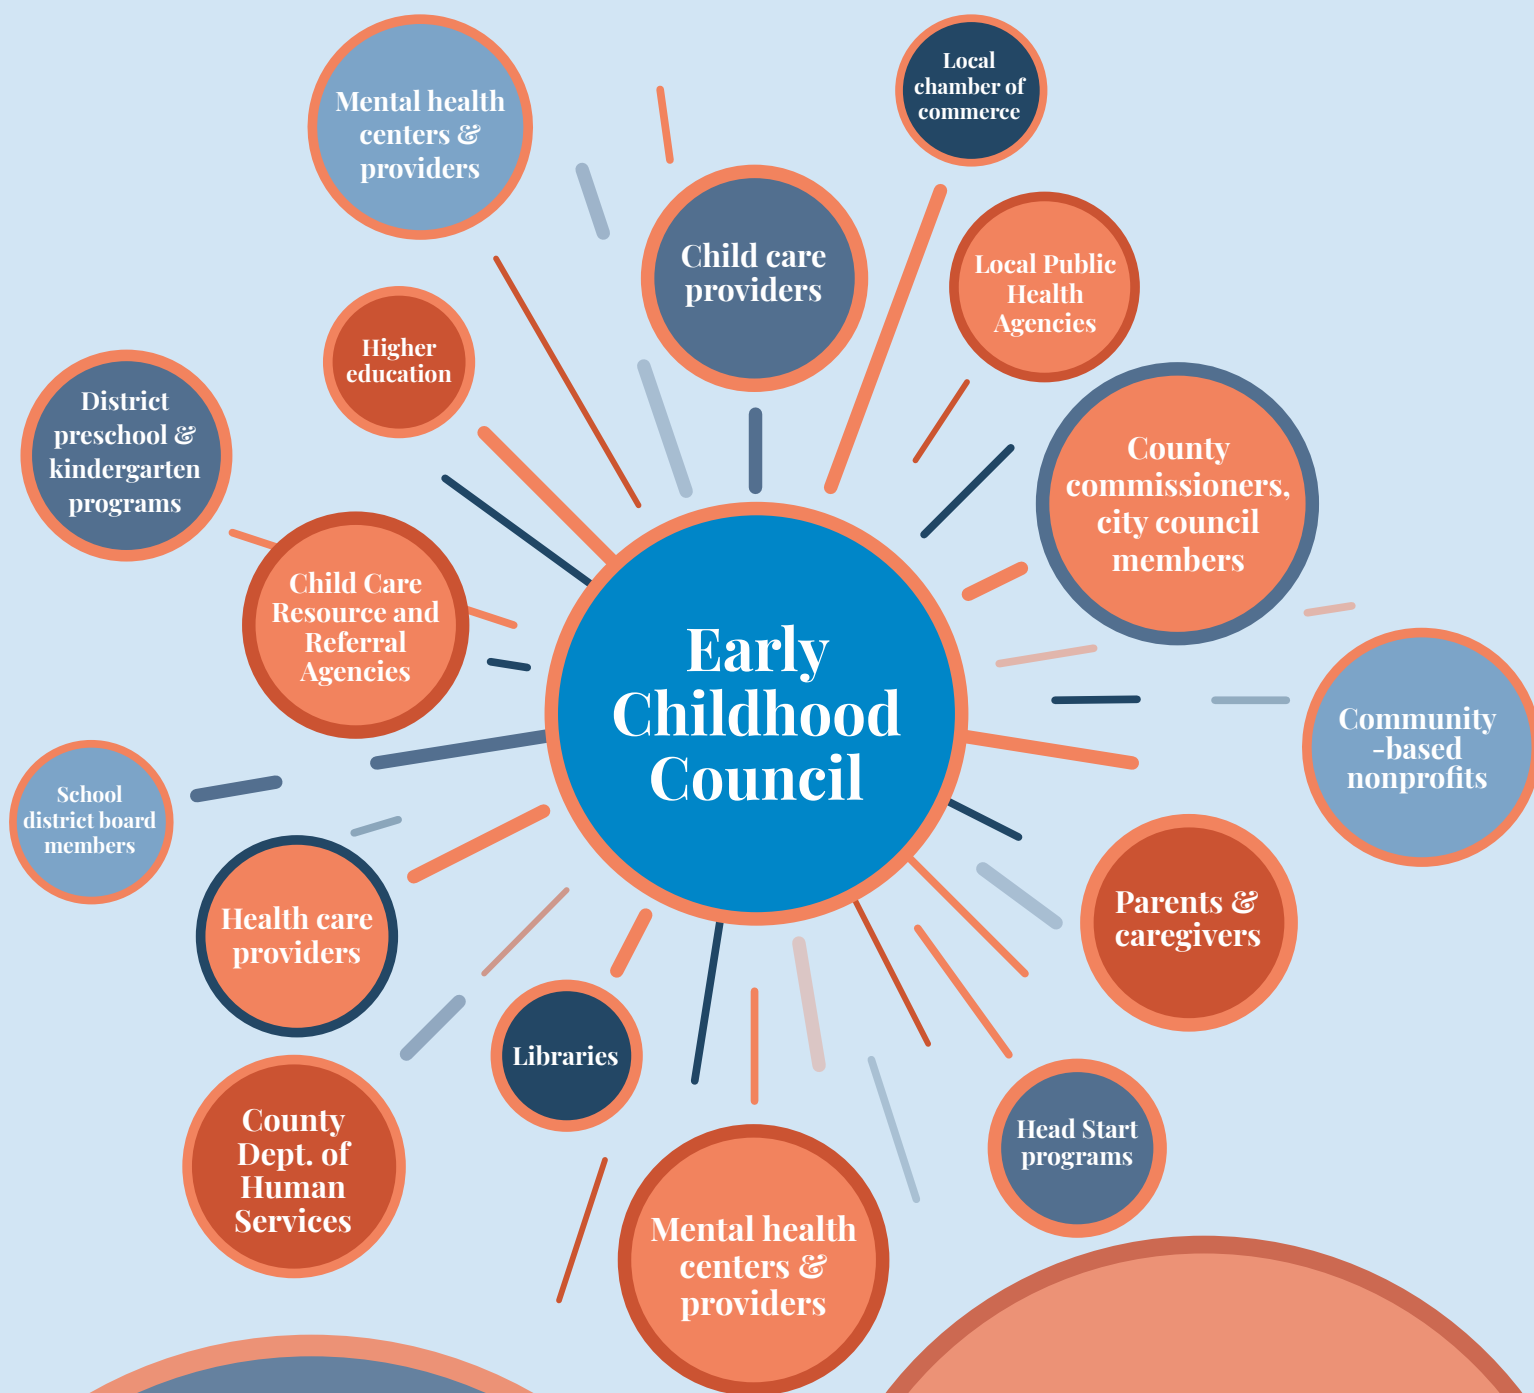 Mental health
centers &
providers
Local
chamber of
commerce
Child care
providers
Local Public
Health
Agencies
Higher
education
District
preschool &
kindergarten
programs
County
commissioners,
city council
members
Child Care
Resource and
Referral
Agencies
Early
Childhood
Council
Community
-based
nonprofits
School
district board
members
Health care
providers
Parents &
caregivers
Libraries
County
Dept. of
Human
Services
Head Start
programs
Mental health
centers &
providers